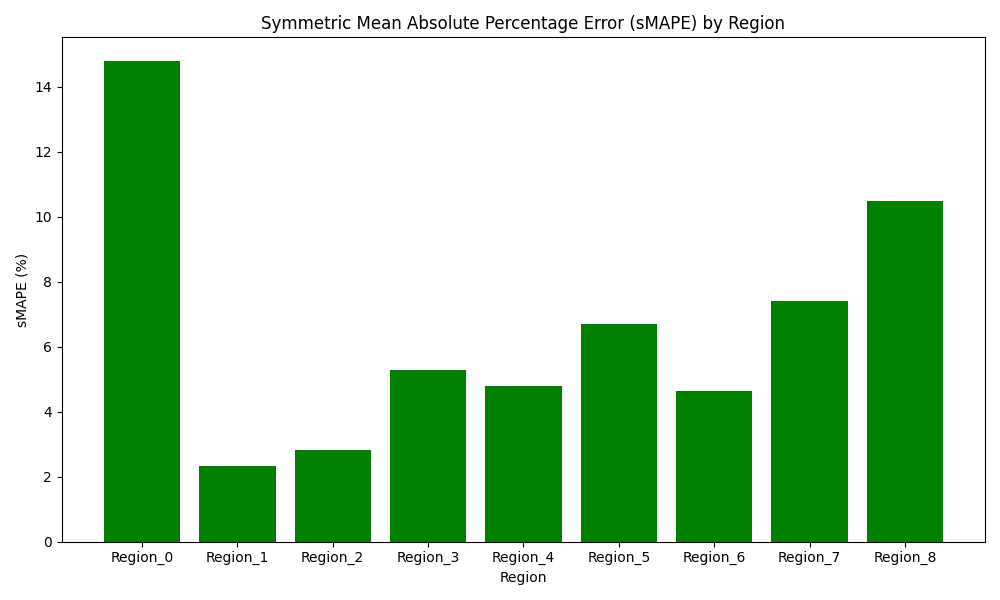 Symmetric Mean Absolute Percentage Error (sMAPE) by Region
sMAPE (%)
14
12
10
8
6
4
2
0
Region_0 Region_1 Region_2 Region_3 Region_4 Region_5 Region_6 Region_7 Region_8
Region